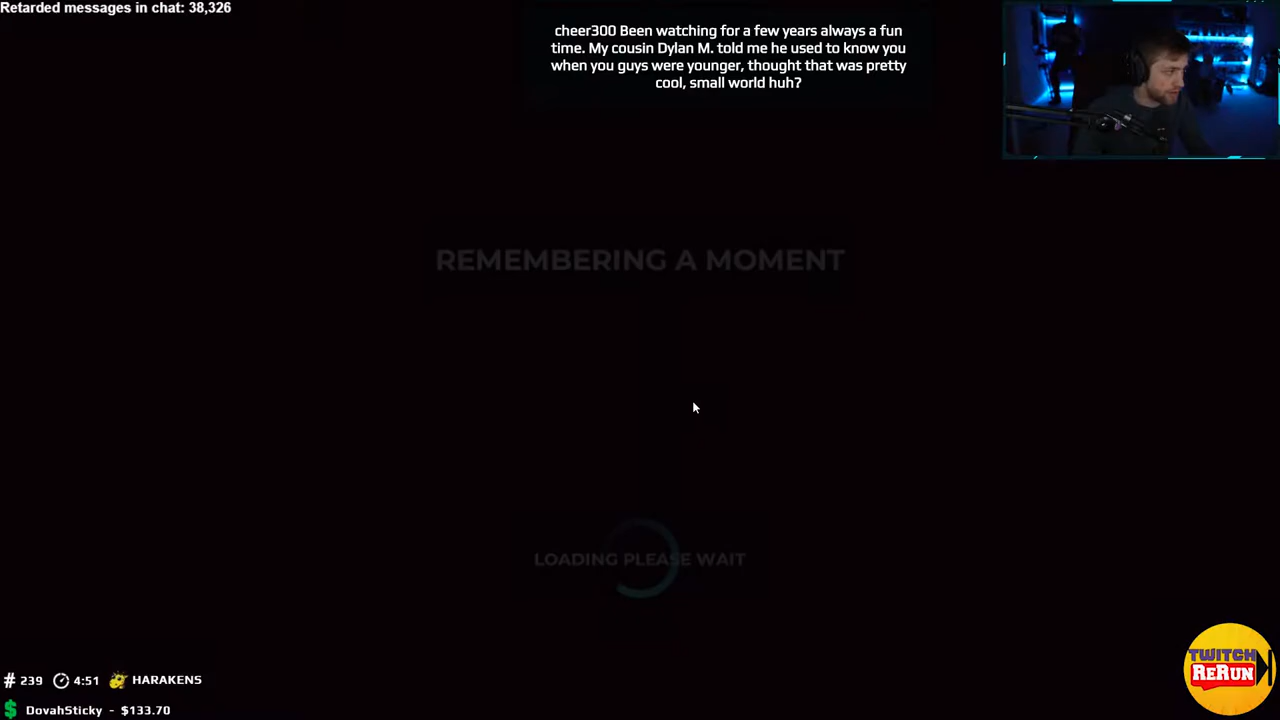 Retarded messages in chat: 38,326
cheer300 Been watching for a few years always a fun
time. My cousin Dylan M. told me he used to know you
when you guys were younger, thought that was pretty
cool, small world huh?
REMEMBERING A MOMENT
LOADING PLEASE WAIT
# 239 4:51 HARAKENS
$ DovahSticky - $133.70
TWITCH
RERUN